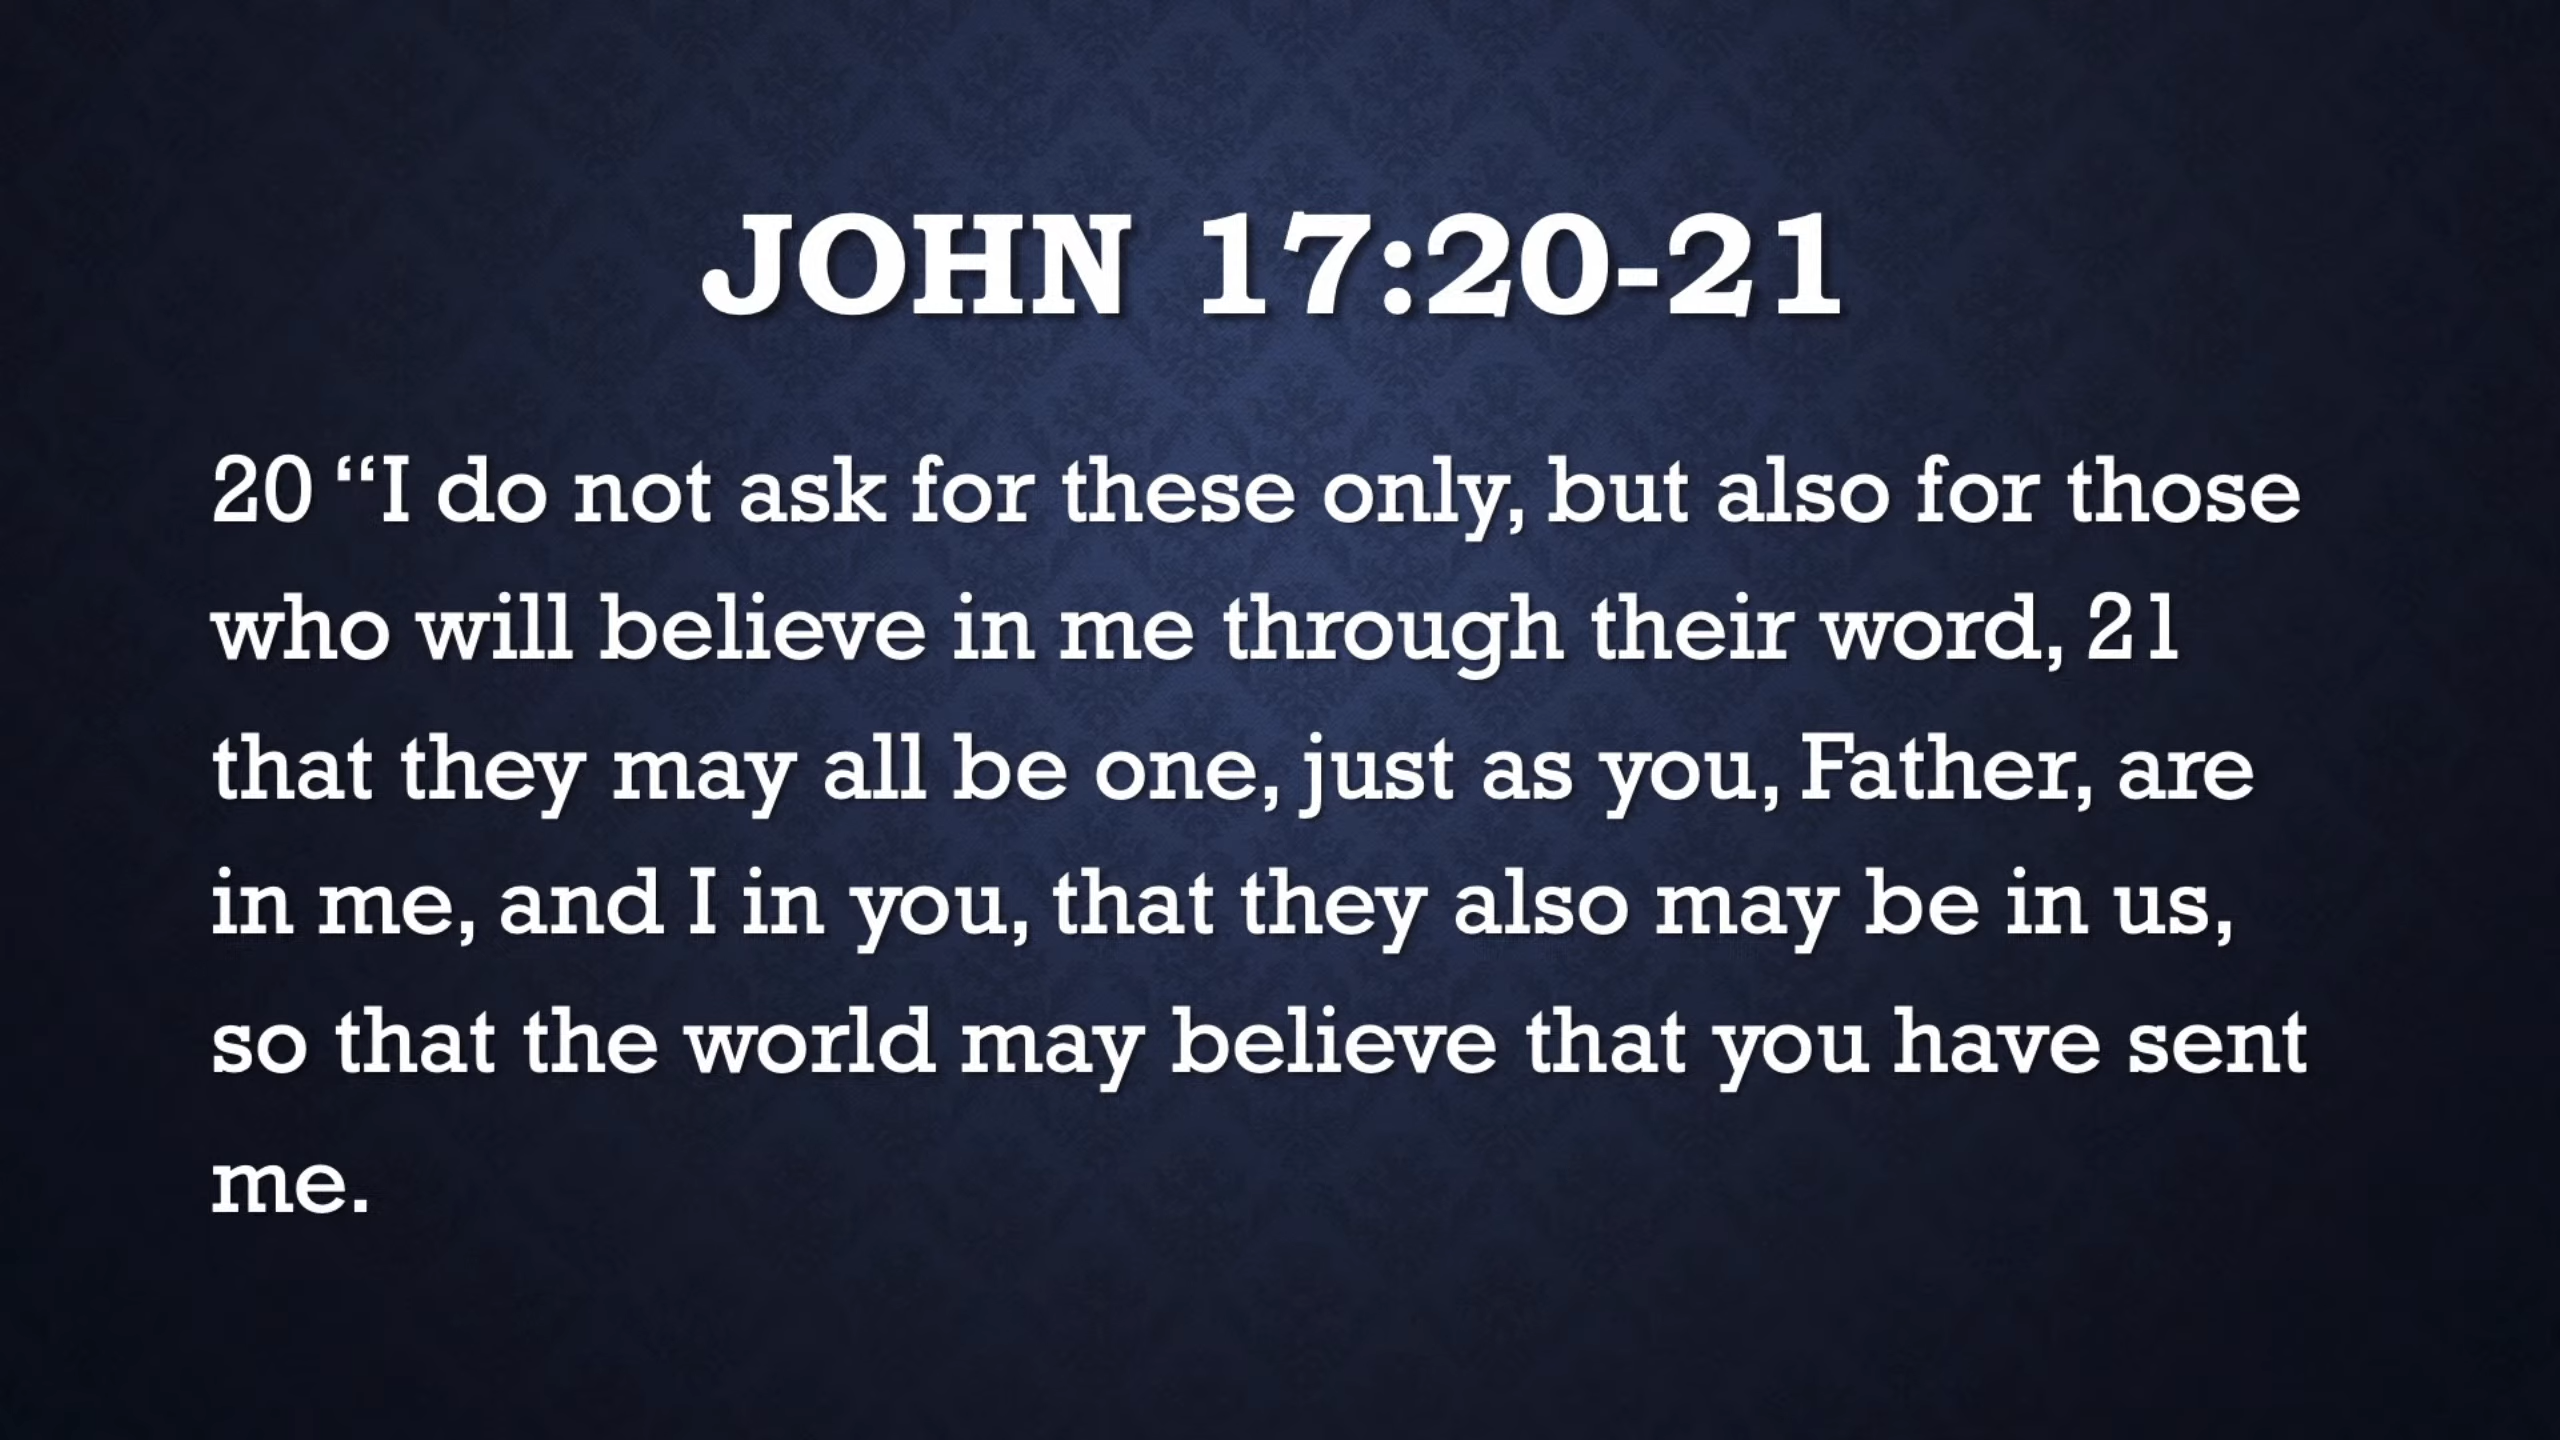 JOHN 17:20-21
20 “I do not ask for these only, but also for those
who will believe in me through their word, 21
that they may all be one, just as you, Father, are
in me, and I in you, that they also may be in us,
so that the world may believe that you have sent
me.